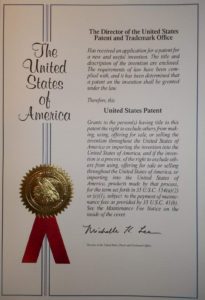 The
United
States
of
America
The Director of the United States
Patent and Trademark Office
Has received an application for a patent for
a new and useful invention. The title and
description of the invention are enclosed.
The requirements of law have been com-
plied with, and it has been determined that
a patent on the invention shall be granted
under the law.
Therefore, this
United States Patent
Grants to the person(s) having title to this
patent the right to exclude others from mak-
ing, using, offering for sale, or selling the
invention throughout the United States of
America or importing the invention into the
United States of America, and if the inven-
tion is a process, of the right to exclude oth-
ers from using, offering for sale or selling
throughout the United States of America, or
importing into the United States of
America, products made by that process,
for the term set forth in 35 U.S.C. 154(a)(2)
or (c)(1), subject to the payment of mainte-
nance fees as provided by 35 U.S.C. 41(b).
See the Maintenance Fee Notice on the
inside of the cover.
Michelle K. Lee
Director of the United States Patent and Trademark Office